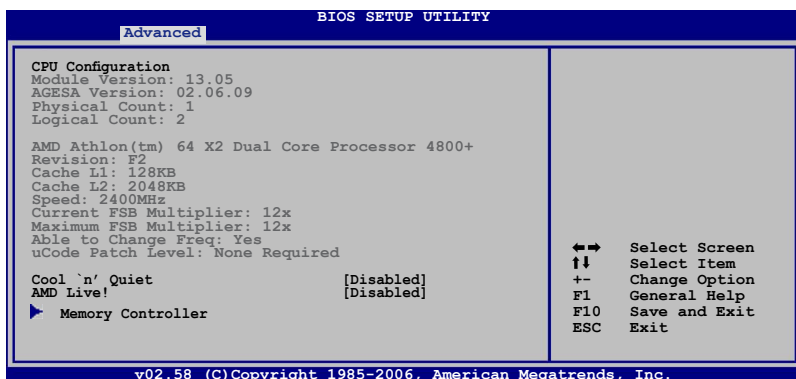 BIOS SETUP UTILITY
Advanced
CPU Configuration
Module Version: 13.05
AGESA Version: 02.06.09
Physical Count: 1
Logical Count: 2
AMD Athlon(tm) 64 X2 Dual Core Processor 4800+
Revision: F2
Cache L1: 128KB
Cache L2: 2048KB
Speed: 2400MHz
Current FSB Multiplier: 12x
Maximum FSB Multiplier: 12x
Able to Change Freq: Yes
uCode Patch Level: None Required
Cool `n’ Quiet [Disabled]
AMD Live! [Disabled]
Memory Controller
←→ Select Screen
↑↓ Select Item
+- Change Option
F1 General Help
F10 Save and Exit
ESC Exit
v02.58 (C)Copyright 1985-2006, American Megatrends, Inc.